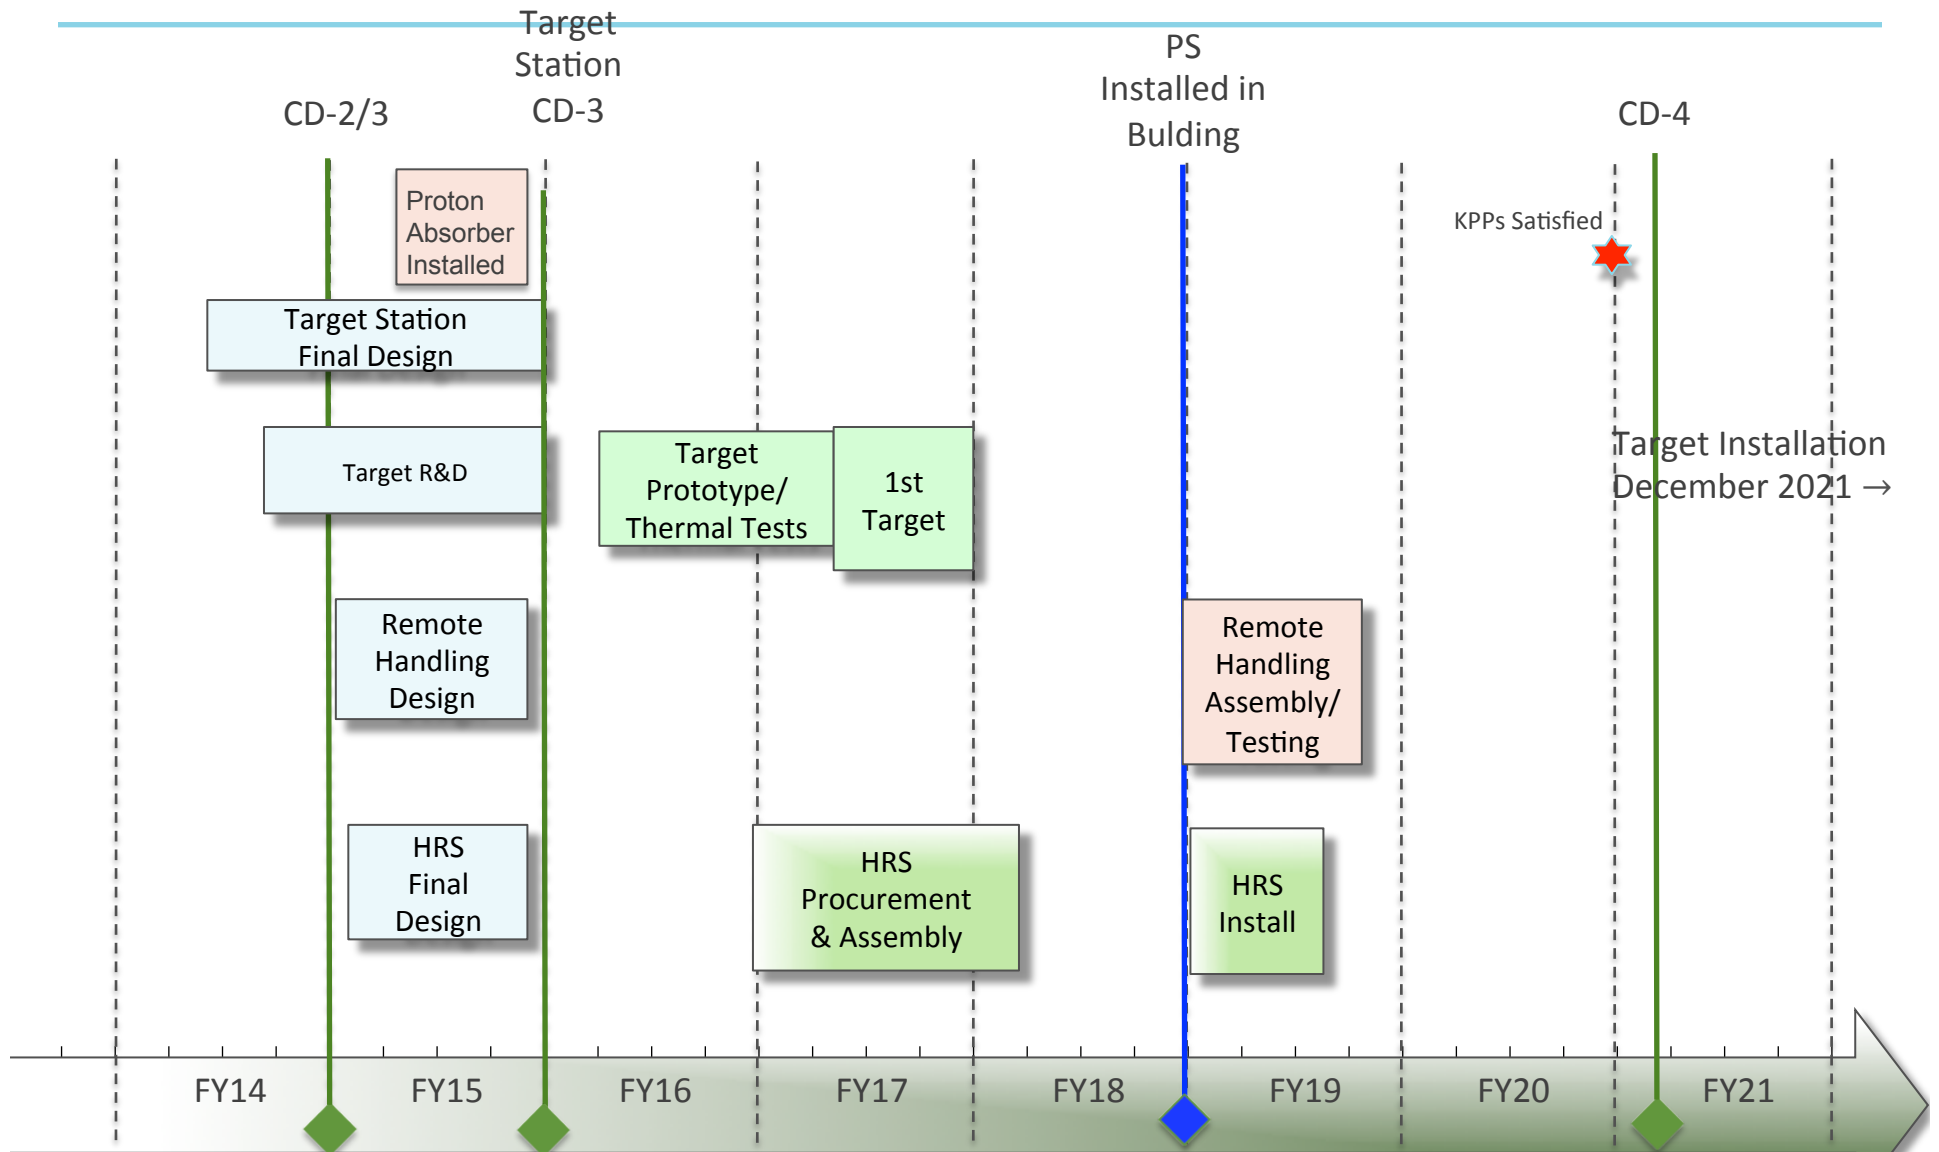 Target
Station
CD-3
CD-2/3
PS
Installed in
Bulding
CD-4
Proton
Absorber
Installed
KPPs Satisfied
Target Station
Final Design
Target R&D
Target
Prototype/
Thermal Tests
1st
Target
Target Installation
December 2021 →
Remote
Handling
Design
Remote
Handling
Assembly/
Testing
HRS
Final
Design
HRS
Procurement
& Assembly
HRS
Install
FY14
FY15
FY16
FY17
FY18
FY19
FY20
FY21